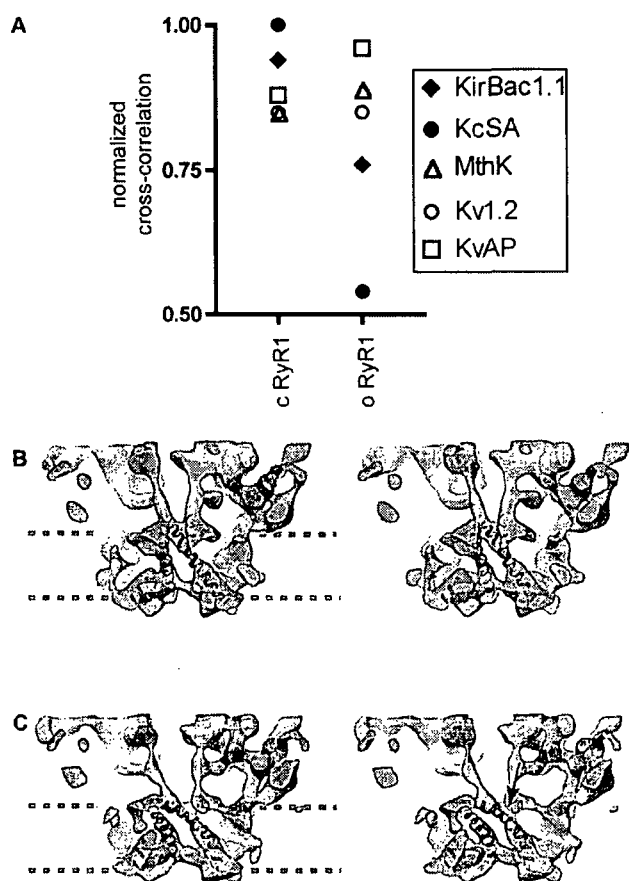 A
normalized
cross-correlation
1.00
0.75
0.50
c RyR1
o RyR1
KirBac1.1
KcSA
MthK
Kv1.2
KvAP
B
C